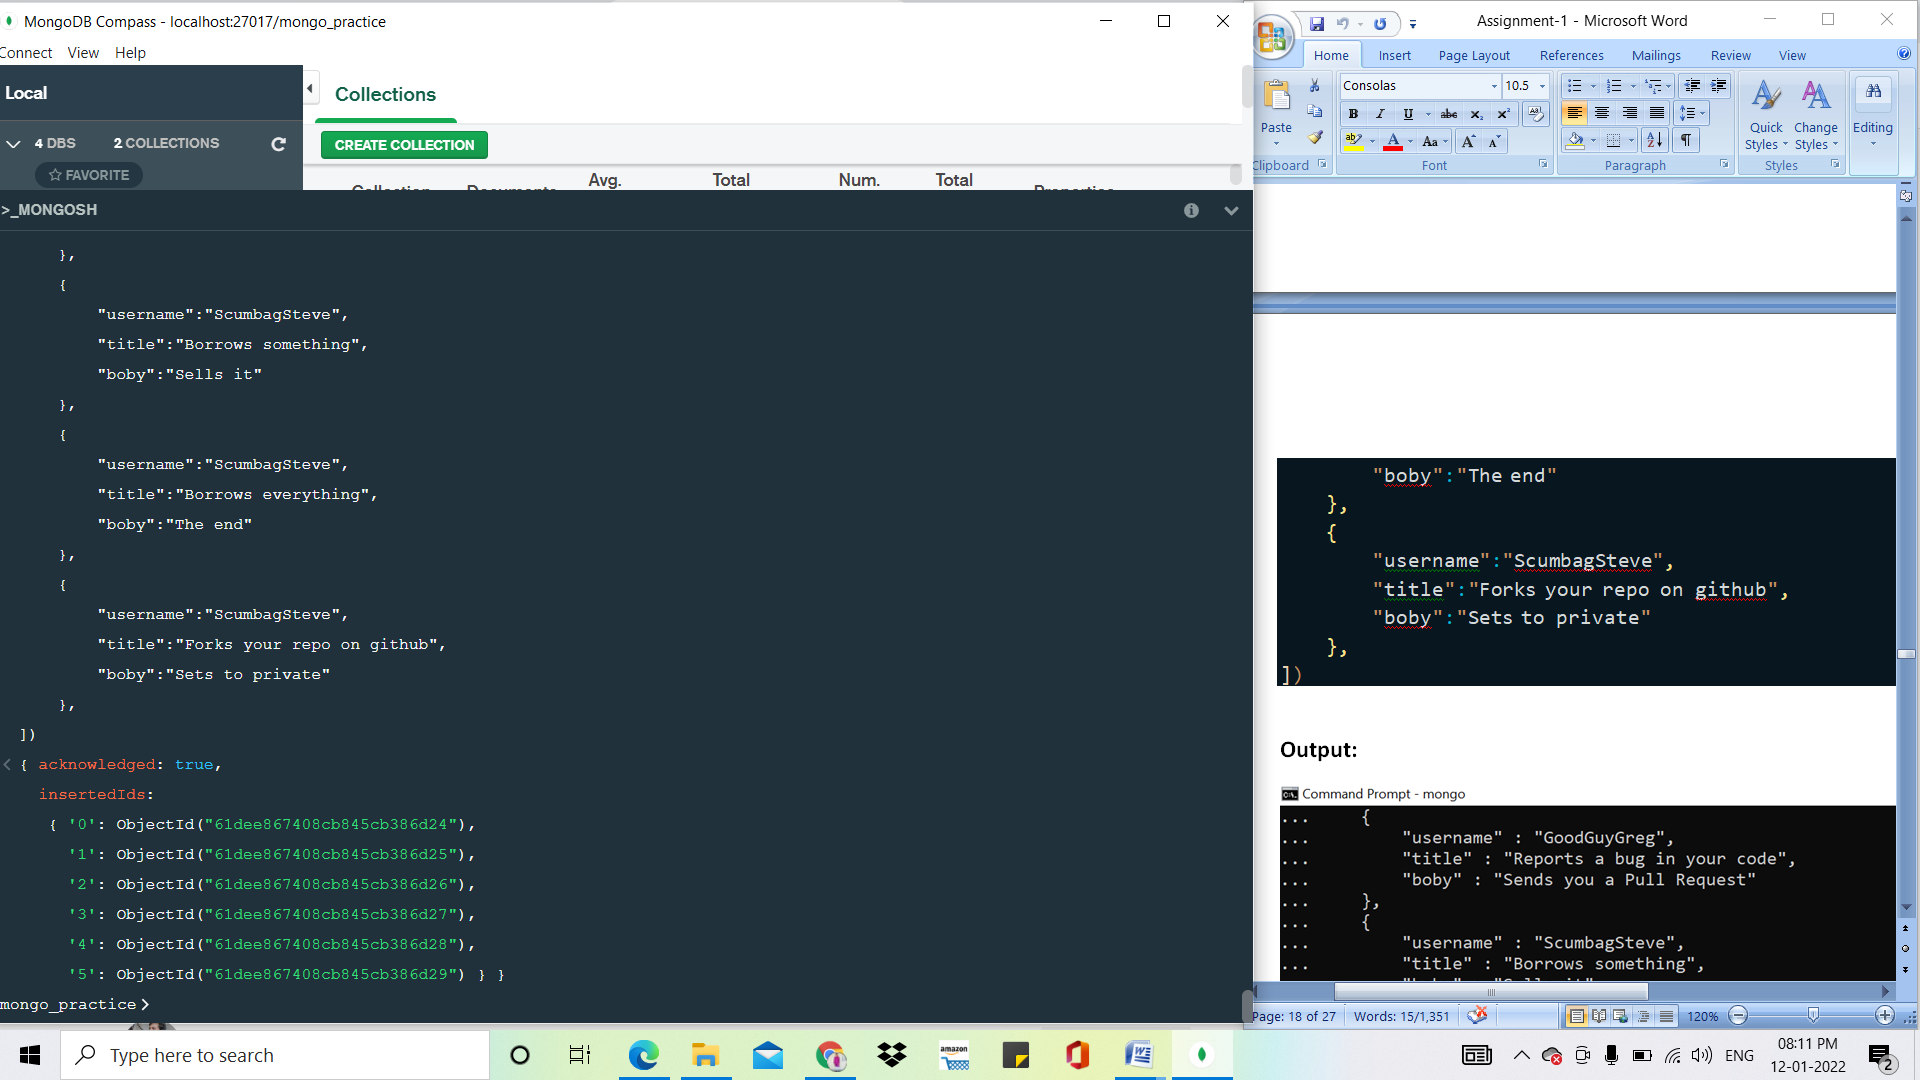 MongoDB Compass - localhost:27017/mongo_practice
Connect View Help
Local
4 DBS 2 COLLECTIONS
FAVORITE
Collections
CREATE COLLECTION
Collection Documents Avg. Total Num. Total Properties
>_MONGOSH
},
{
"username":"ScumbagSteve",
"title":"Borrows something",
"boby":"Sells it"
},
{
"username":"ScumbagSteve",
"title":"Borrows everything",
"boby":"The end"
},
{
"username":"ScumbagSteve",
"title":"Forks your repo on github",
"boby":"Sets to private"
},
])
< { acknowledged: true,
insertedIds:
{ '0': ObjectId("61dee867408cb845cb386d24"),
'1': ObjectId("61dee867408cb845cb386d25"),
'2': ObjectId("61dee867408cb845cb386d26"),
'3': ObjectId("61dee867408cb845cb386d27"),
'4': ObjectId("61dee867408cb845cb386d28"),
'5': ObjectId("61dee867408cb845cb386d29") } }
mongo_practice >
Assignment-1 - Microsoft Word
Home Insert Page Layout References Mailings Review View
Consolas 10.5
Paste
Quick Styles
Change Styles
Editing
Clipboard Font Paragraph Styles
"boby":"The end"
},
{
"username":"ScumbagSteve",
"title":"Forks your repo on github",
"boby":"Sets to private"
},
])
Output:
Command Prompt - mongo
... {
... "username" : "GoodGuyGreg",
... "title" : "Reports a bug in your code",
... "boby" : "Sends you a Pull Request"
... },
... {
... "username" : "ScumbagSteve",
... "title" : "Borrows something",
Page: 18 of 27 Words: 15/1,351 120%
Type here to search
amazon
ENG
08:11 PM
12-01-2022
2